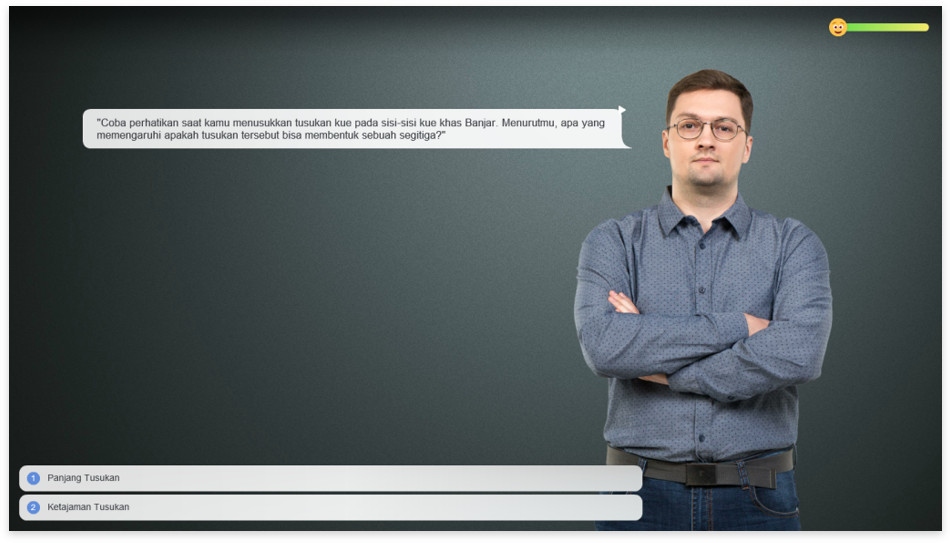 "Coba perhatikan saat kamu menusukkan tusukan kue pada sisi-sisi kue khas Banjar. Menurutmu, apa yang
memengaruhi apakah tusukan tersebut bisa membentuk sebuah segitiga?"
1 Panjang Tusukan
2 Ketajaman Tusukan